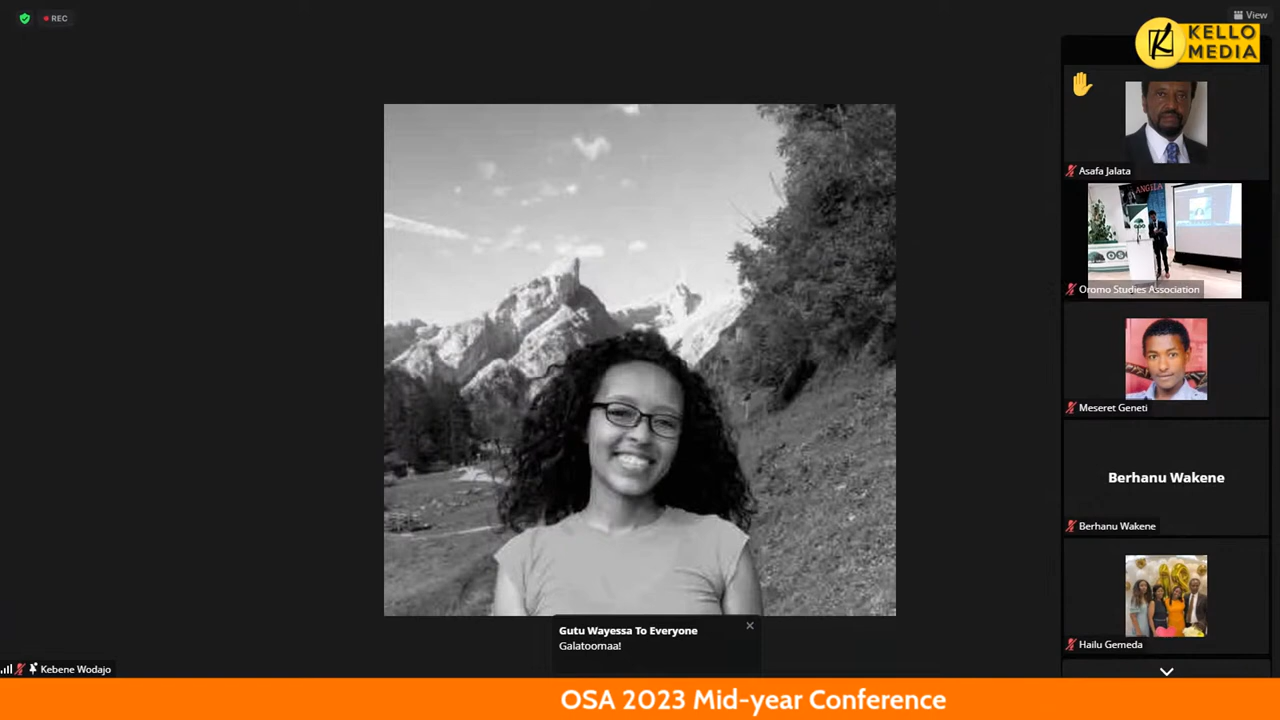 REC
View
KELLO
MEDIA
Asafa Jalata
ANGILA
Oromo Studies Association
Meseret Geneti
Berhanu Wakene
Berhanu Wakene
Hailu Gemeda
Gutu Wayessa To Everyone
Galatoomaa!
Kebene Wodajo
OSA 2023 Mid-year Conference